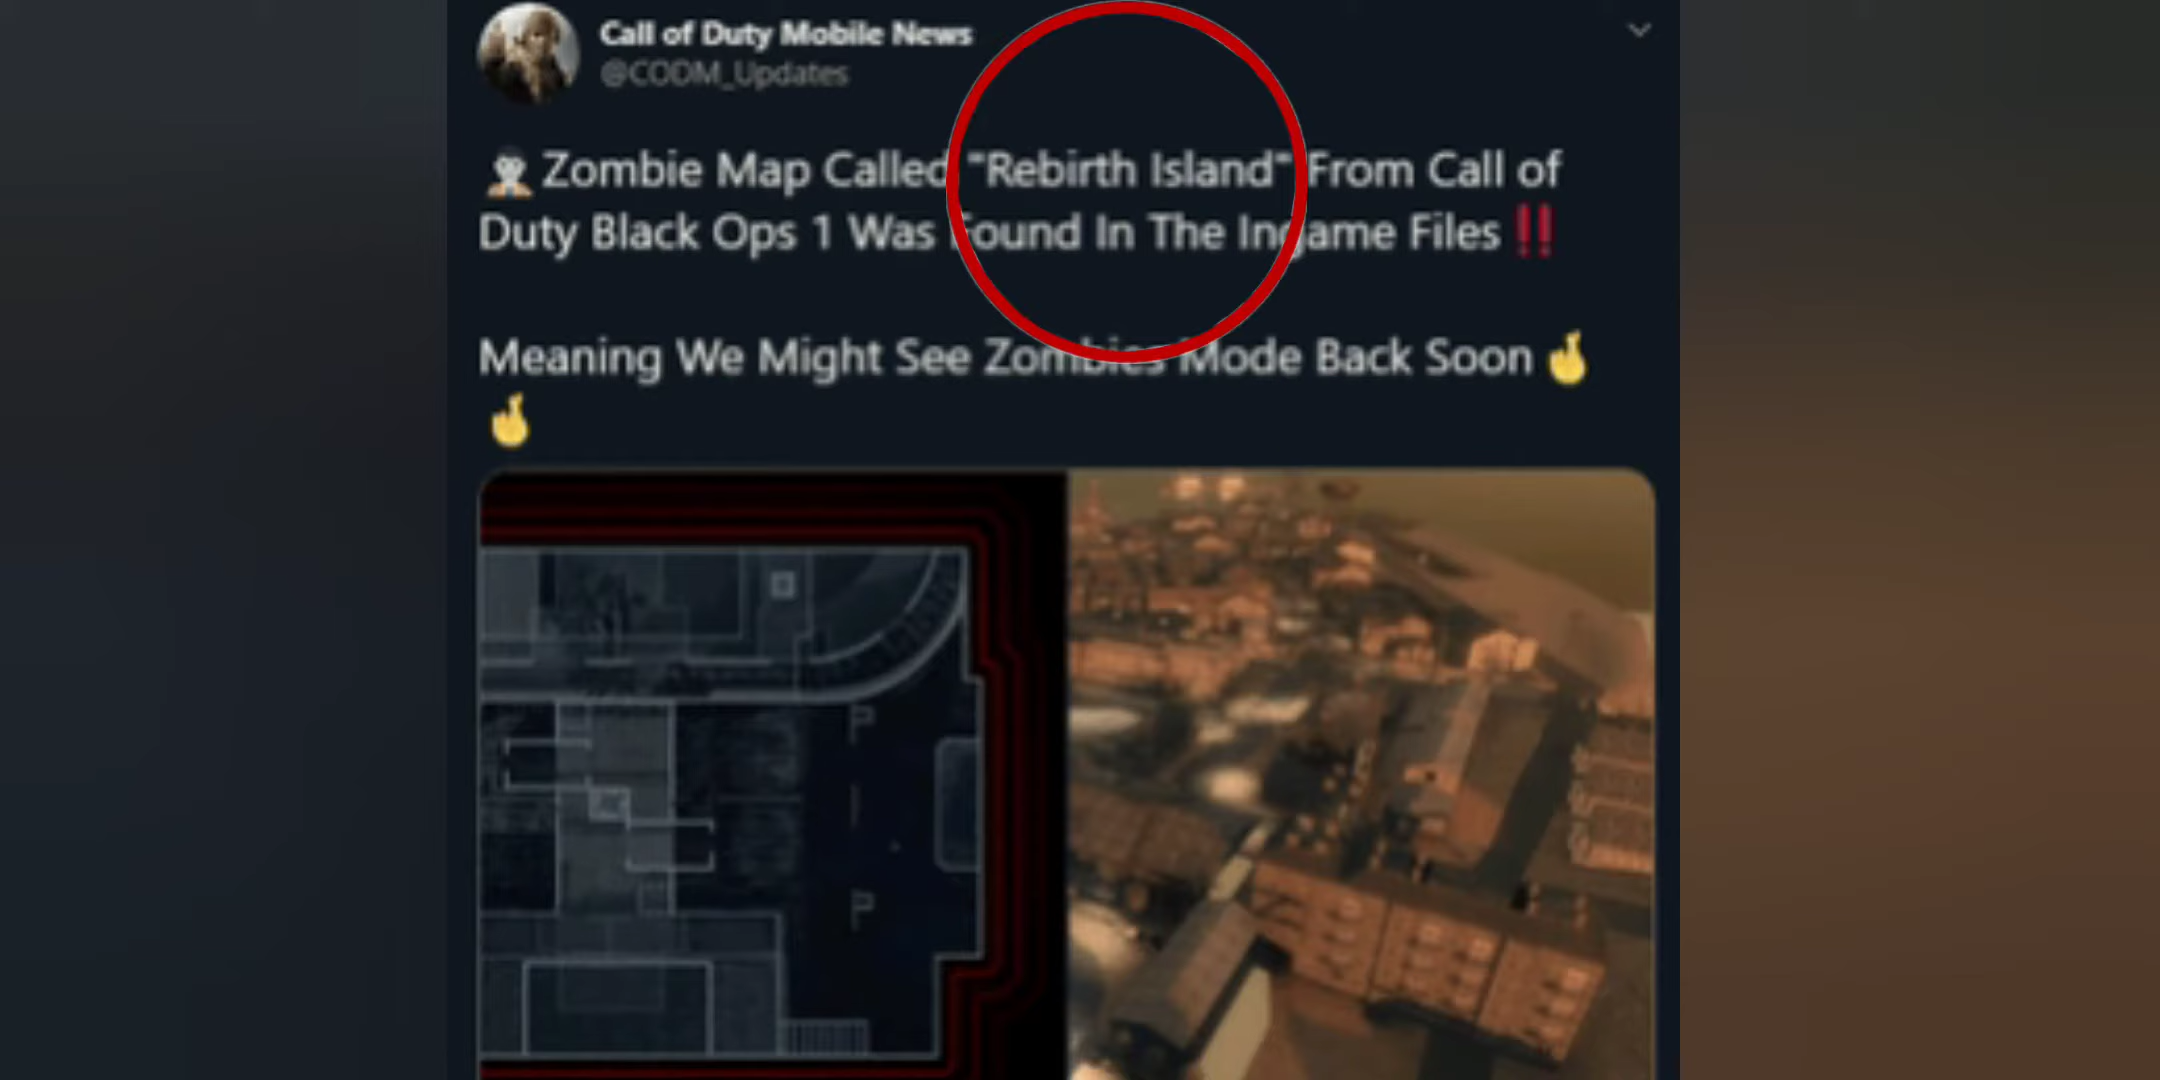 Call of Duty Mobile News
@CODM_Updates
Zombie Map Called "Rebirth Island" From Call of
Duty Black Ops 1 Was Found In The Ingame Files ‼️
Meaning We Might See Zombies Mode Back Soon 🤞
🤞
P
P